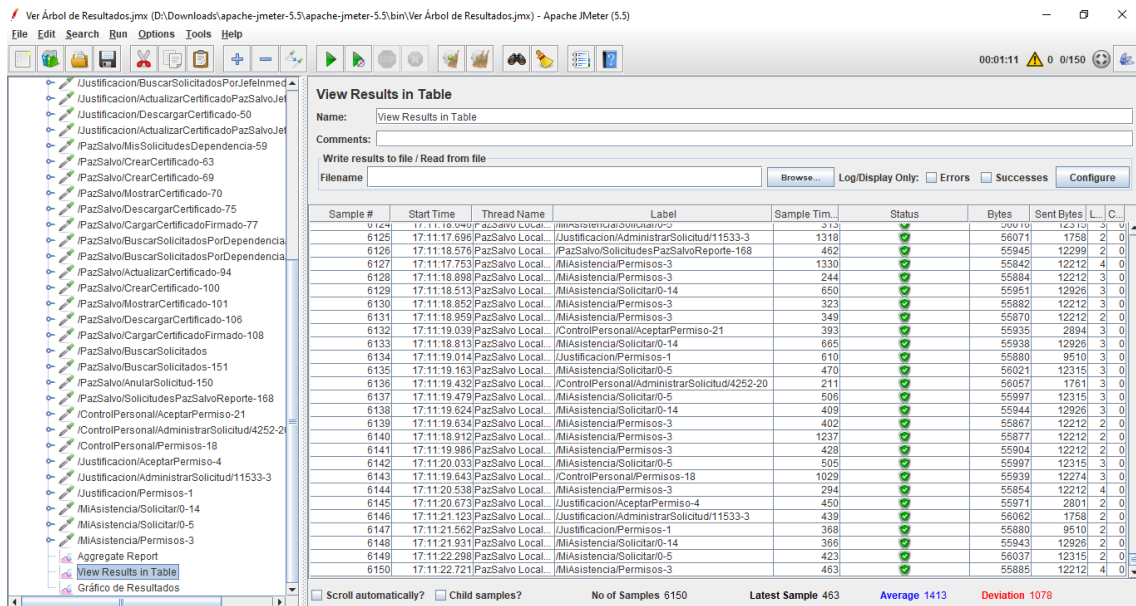 Ver Árbol de Resultados.jmx (D:\Downloads\apache-jmeter-5.5\apache-jmeter-5.5\bin\Ver Árbol de Resultados.jmx) - Apache JMeter (5.5)
File Edit Search Run Options Tools Help
00:01:11 0 0/150
/Justificacion/BuscarSolicitadosPorJefeInmed
/Justificacion/ActualizarCertificadoPazSalvoJef
/Justificacion/DescargarCertificado-50
/Justificacion/ActualizarCertificadoPazSalvoJef
/PazSalvo/MisSolicitudesDependencia-59
/PazSalvo/CrearCertificado-63
/PazSalvo/CrearCertificado-69
/PazSalvo/MostrarCertificado-70
/PazSalvo/DescargarCertificado-75
/PazSalvo/CargarCertificadoFirmado-77
/PazSalvo/BuscarSolicitadosPorDependencia
/PazSalvo/BuscarSolicitadosPorDependencia
/PazSalvo/ActualizarCertificado-94
/PazSalvo/CrearCertificado-100
/PazSalvo/MostrarCertificado-101
/PazSalvo/DescargarCertificado-106
/PazSalvo/CargarCertificadoFirmado-108
/PazSalvo/BuscarSolicitados
/PazSalvo/BuscarSolicitados-151
/PazSalvo/AnularSolicitud-150
/PazSalvo/SolicitudesPazSalvoReporte-168
/ControlPersonal/AceptarPermiso-21
/ControlPersonal/AdministrarSolicitud/4252-20
/ControlPersonal/Permisos-18
/Justificacion/AceptarPermiso-4
/Justificacion/AdministrarSolicitud/11533-3
/Justificacion/Permisos-1
/MiAsistencia/Solicitar/0-14
/MiAsistencia/Solicitar/0-5
/MiAsistencia/Permisos-3
Aggregate Report
View Results in Table
Gráfico de Resultados
View Results in Table
Name: View Results in Table
Comments:
Write results to file / Read from file
Filename Browse... Log/Display Only: Errors Successes Configure
Sample # Start Time Thread Name Label Sample Tim... Status Bytes Sent Bytes L... C...
6124 17:11:18.640 PazSalvo Local... /MiAsistencia/Solicitar/0-5 313 56010 12315 3 0
6125 17:11:17.696 PazSalvo Local... /Justificacion/AdministrarSolicitud/11533-3 1318 56071 1758 2 0
6126 17:11:18.576 PazSalvo Local... /PazSalvo/SolicitudesPazSalvoReporte-168 462 55945 12299 2 0
6127 17:11:17.753 PazSalvo Local... /MiAsistencia/Permisos-3 1330 55842 12212 4 0
6128 17:11:18.898 PazSalvo Local... /MiAsistencia/Permisos-3 244 55884 12212 3 0
6129 17:11:18.513 PazSalvo Local... /MiAsistencia/Solicitar/0-14 650 55951 12926 3 0
6130 17:11:18.852 PazSalvo Local... /MiAsistencia/Permisos-3 323 55882 12212 3 0
6131 17:11:18.959 PazSalvo Local... /MiAsistencia/Permisos-3 349 55870 12212 2 0
6132 17:11:19.039 PazSalvo Local... /ControlPersonal/AceptarPermiso-21 393 55935 2894 3 0
6133 17:11:18.813 PazSalvo Local... /MiAsistencia/Solicitar/0-14 665 55938 12926 3 0
6134 17:11:19.014 PazSalvo Local... /Justificacion/Permisos-1 610 55880 9510 3 0
6135 17:11:19.163 PazSalvo Local... /MiAsistencia/Solicitar/0-5 470 56021 12315 3 0
6136 17:11:19.432 PazSalvo Local... /ControlPersonal/AdministrarSolicitud/4252-20 211 56057 1761 3 0
6137 17:11:19.479 PazSalvo Local... /MiAsistencia/Solicitar/0-5 506 55997 12315 3 0
6138 17:11:19.624 PazSalvo Local... /MiAsistencia/Solicitar/0-14 409 55944 12926 2 0
6139 17:11:19.634 PazSalvo Local... /MiAsistencia/Permisos-3 402 55867 12212 2 0
6140 17:11:18.912 PazSalvo Local... /MiAsistencia/Permisos-3 1237 55877 12212 2 0
6141 17:11:19.986 PazSalvo Local... /MiAsistencia/Permisos-3 428 55904 12212 2 0
6142 17:11:20.033 PazSalvo Local... /MiAsistencia/Solicitar/0-5 505 55997 12315 3 0
6143 17:11:19.643 PazSalvo Local... /ControlPersonal/Permisos-18 1029 55939 12274 3 0
6144 17:11:20.538 PazSalvo Local... /MiAsistencia/Permisos-3 294 55854 12212 4 0
6145 17:11:20.673 PazSalvo Local... /Justificacion/AceptarPermiso-4 450 55971 2801 2 0
6146 17:11:21.123 PazSalvo Local... /Justificacion/AdministrarSolicitud/11533-3 439 56062 1758 2 0
6147 17:11:21.562 PazSalvo Local... /Justificacion/Permisos-1 368 55880 9510 2 0
6148 17:11:21.931 PazSalvo Local... /MiAsistencia/Solicitar/0-14 366 55943 12926 2 0
6149 17:11:22.298 PazSalvo Local... /MiAsistencia/Solicitar/0-5 423 56037 12315 2 0
6150 17:11:22.721 PazSalvo Local... /MiAsistencia/Permisos-3 463 55885 12212 4 0
Scroll automatically? Child samples? No of Samples 6150 Latest Sample 463 Average 1413 Deviation 1078